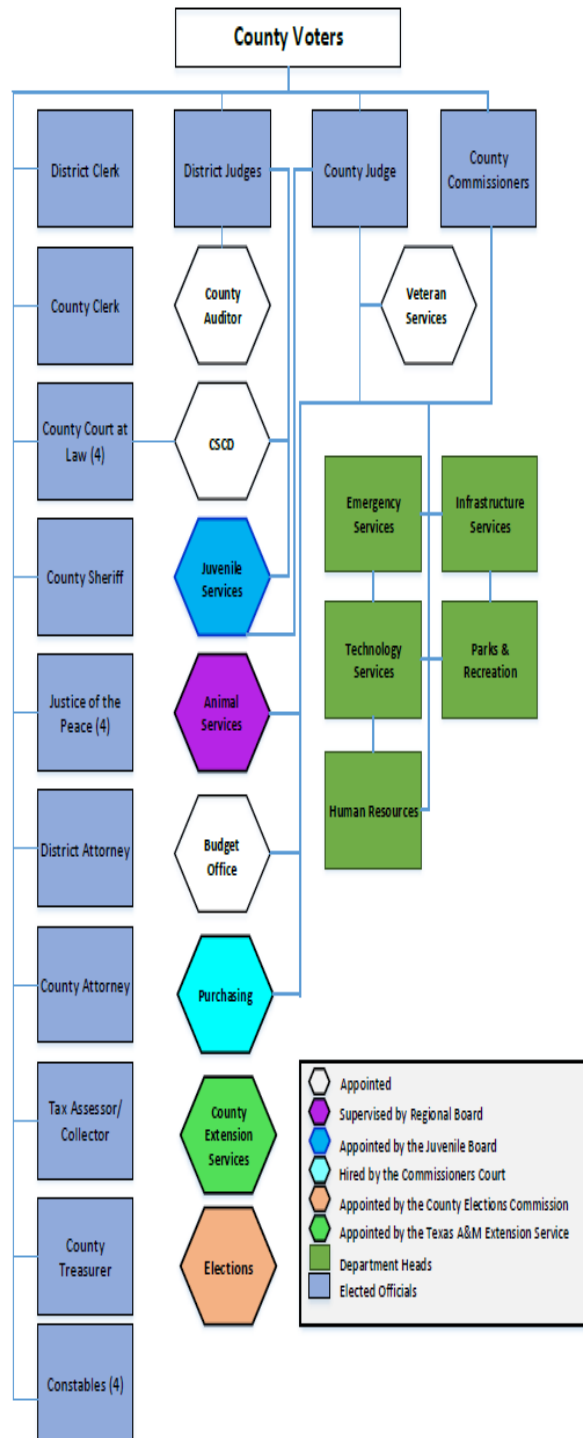 County Voters
District Clerk
District Judges
County Judge
County
Commissioners
County Clerk
County
Auditor
Veteran
Services
County Court at
Law (4)
CSCD
Emergency
Services
Infrastructure
Services
County Sheriff
Juvenile
Services
Technology
Services
Parks &
Recreation
Justice of the
Peace (4)
Animal
Services
Human Resources
District Attorney
Budget
Office
County Attorney
Purchasing
Tax Assessor/
Collector
County
Extension
Services
County
Treasurer
Elections
Constables (4)
Appointed
Supervised by Regional Board
Appointed by the Juvenile Board
Hired by the Commissioners Court
Appointed by the County Elections Commission
Appointed by the Texas A&M Extension Service
Department Heads
Elected Officials